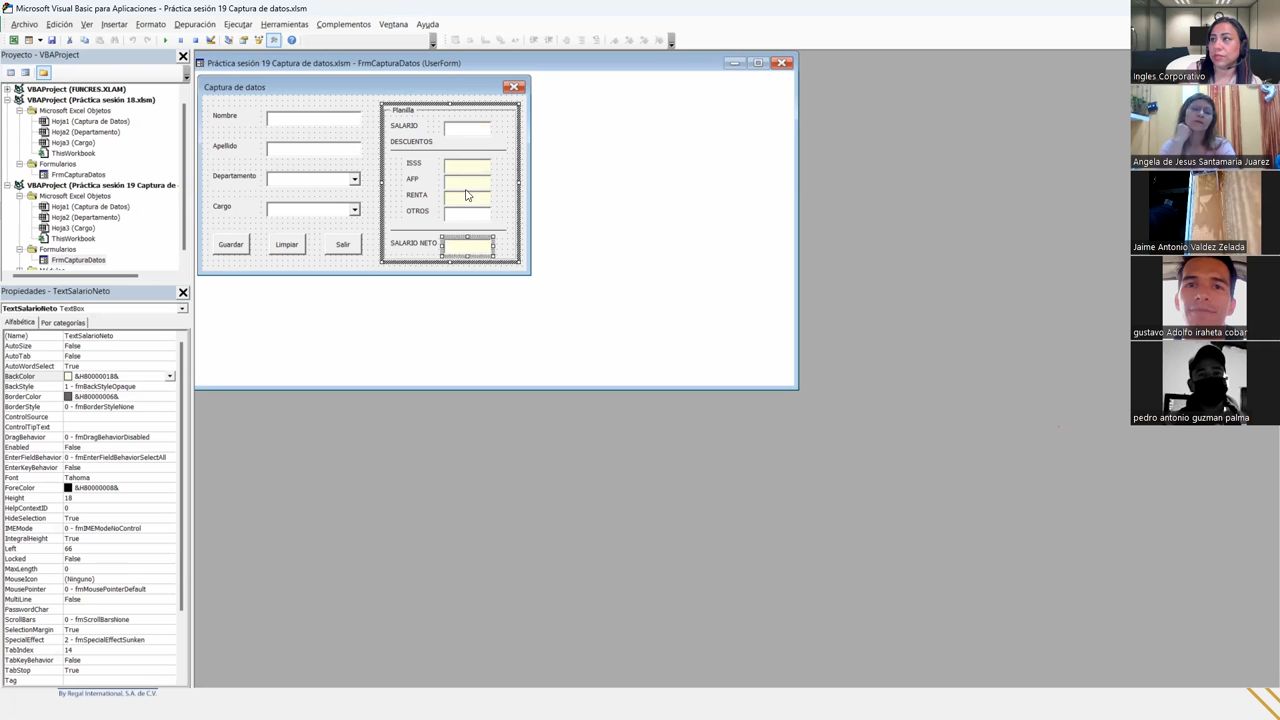 Microsoft Visual Basic para Aplicaciones - Práctica sesión 19 Captura de datos.xlsm
Archivo Edición Ver Insertar Formato Depuración Ejecutar Herramientas Complementos Ventana Ayuda
Proyecto - VBAProject
VBAProject (FUNCRES.XLAM)
VBAProject (Práctica sesión 18.xlsm)
Microsoft Excel Objetos
Hoja1 (Captura de Datos)
Hoja2 (Departamento)
Hoja3 (Cargo)
ThisWorkbook
Formularios
FrmCapturaDatos
VBAProject (Práctica sesión 19 Captura de
Microsoft Excel Objetos
Hoja1 (Captura de Datos)
Hoja2 (Departamento)
Hoja3 (Cargo)
ThisWorkbook
Formularios
FrmCapturaDatos
Propiedades - TextSalarioNeto
TextSalarioNeto TextBox
Alfabética Por categorías
(Name) TextSalarioNeto
AutoSize False
AutoTab False
AutoWordSelect True
BackColor &H80000018&
BackStyle 1 - fmBackStyleOpaque
BorderColor &H80000006&
BorderStyle 0 - fmBorderStyleNone
ControlSource
ControlTipText
DragBehavior 0 - fmDragBehaviorDisabled
Enabled False
EnterFieldBehavior 0 - fmEnterFieldBehaviorSelectAll
EnterKeyBehavior False
Font Tahoma
ForeColor &H80000008&
Height 18
HelpContextID 0
HideSelection True
IMEMode 0 - fmIMEModeNoControl
IntegralHeight True
Left 66
Locked False
MaxLength 0
MouseIcon (Ninguno)
MousePointer 0 - fmMousePointerDefault
MultiLine False
PasswordChar
ScrollBars 0 - fmScrollBarsNone
SelectionMargin True
SpecialEffect 2 - fmSpecialEffectSunken
TabIndex 14
TabKeyBehavior False
TabStop True
Tag
By Regal International, S.A. de C.V.
Práctica sesión 19 Captura de datos.xlsm - FrmCapturaDatos (UserForm)
Captura de datos
Nombre
Apellido
Departamento
Cargo
Guardar Limpiar Salir
Planilla
SALARIO
DESCUENTOS
ISSS
AFP
RENTA
OTROS
SALARIO NETO
Ingles Corporativo
Angela de Jesus Santamaria Juarez
Jaime Antonio Valdez Zelada
gustavo Adolfo iraheta cobar
pedro antonio guzman palma